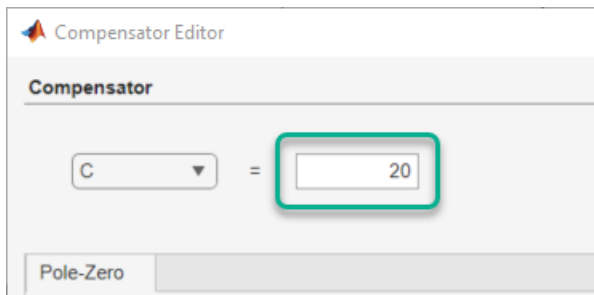 Compensator Editor
Compensator
C = 20
Pole-Zero